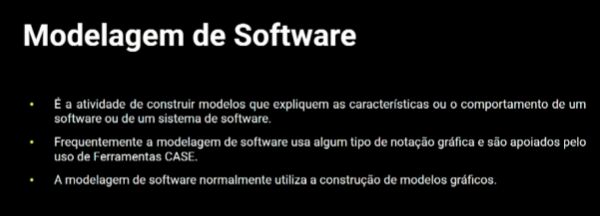 Modelagem de Software
• É a atividade de construir modelos que expliquem as características ou o comportamento de um
software ou de um sistema de software.
• Frequentemente a modelagem de software usa algum tipo de notação gráfica e são apoiados pelo
uso de Ferramentas CASE.
• A modelagem de software normalmente utiliza a construção de modelos gráficos.